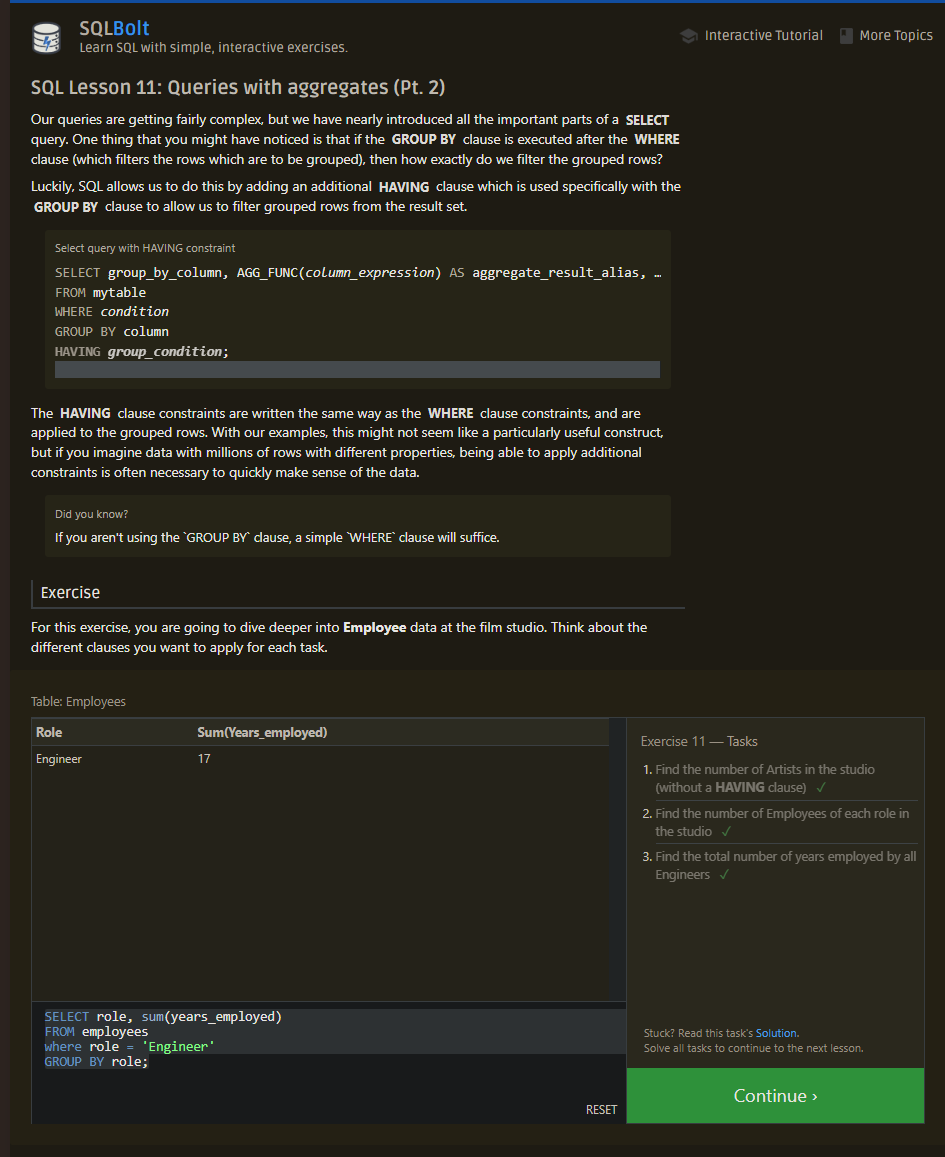 SQLBolt
Learn SQL with simple, interactive exercises.
Interactive Tutorial
More Topics
SQL Lesson 11: Queries with aggregates (Pt. 2)
Our queries are getting fairly complex, but we have nearly introduced all the important parts of a SELECT
query. One thing that you might have noticed is that if the GROUP BY clause is executed after the WHERE
clause (which filters the rows which are to be grouped), then how exactly do we filter the grouped rows?
Luckily, SQL allows us to do this by adding an additional HAVING clause which is used specifically with the
GROUP BY clause to allow us to filter grouped rows from the result set.
Select query with HAVING constraint
SELECT group_by_column, AGG_FUNC(column_expression) AS aggregate_result_alias, …
FROM mytable
WHERE condition
GROUP BY column
HAVING group_condition;
The HAVING clause constraints are written the same way as the WHERE clause constraints, and are
applied to the grouped rows. With our examples, this might not seem like a particularly useful construct,
but if you imagine data with millions of rows with different properties, being able to apply additional
constraints is often necessary to quickly make sense of the data.
Did you know?
If you aren't using the `GROUP BY` clause, a simple `WHERE` clause will suffice.
Exercise
For this exercise, you are going to dive deeper into Employee data at the film studio. Think about the
different clauses you want to apply for each task.
Table: Employees
Role Sum(Years_employed)
Engineer 17
SELECT role, sum(years_employed)
FROM employees
where role = 'Engineer'
GROUP BY role;
RESET
Exercise 11 — Tasks
1. Find the number of Artists in the studio
(without a HAVING clause) ✓
2. Find the number of Employees of each role in
the studio ✓
3. Find the total number of years employed by all
Engineers ✓
Stuck? Read this task's Solution.
Solve all tasks to continue to the next lesson.
Continue ›